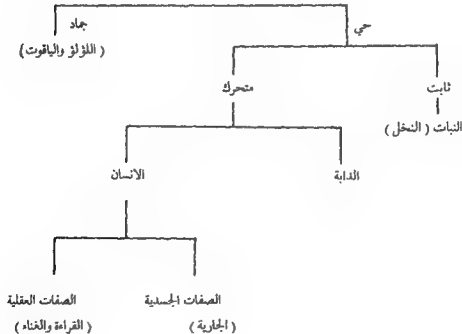 حي
جماد
( اللؤلؤ والياقوت )
ثابت
متحرك
النبات ( النخل )
الدابة
الانسان
الصفات الجسدية
الصفات العقلية
( الجارية )
( القراءة والغناء )